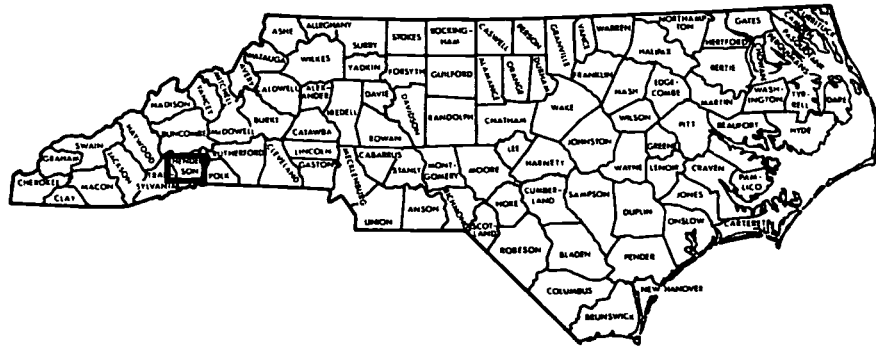 ASHE
ALLEGHANY
SURRY
STOKES
ROCKING-
HAM
CASWELL
PERSON
GRANVILLE
VANCE
WARREN
NORTHAMP
TON
GATES
HERTFORD
HALIFAX
BERTIE
WATAUGA
WILKES
YADKIN
FORSYTH
GUILFORD
ALAMANCE
ORANGE
DURHAM
FRANKLIN
NASH
EDGE-
COMBE
MARTIN
WASH-
INGTON
TYR-
RELL
DARE
MADISON
YANCEY
MITCHELL
AVERY
CALDWELL
ALEX-
ANDER
IREDELL
DAVIE
DAVIDSON
RANDOLPH
CHATHAM
WAKE
WILSON
PITT
BEAUFORT
HYDE
BUNCOMBE
McDOWELL
BURKE
CATAWBA
ROWAN
JOHNSTON
GREENE
SWAIN
HAYWOOD
GRAHAM
JACKSON
HENDER
SON
RUTHERFORD
CLEVELAND
LINCOLN
GASTON
MECKLENBURG
CABARRUS
STANLY
MONT-
GOMERY
MOORE
LEE
HARNETT
WAYNE
LENOIR
CRAVEN
PAM-
LICO
CHEROKEE
CLAY
MACON
TRAN
SYLVANIA
POLK
UNION
ANSON
RICHMOND
SCOT-
LAND
HOKE
CUMBER-
LAND
SAMPSON
DUPLIN
JONES
ONSLOW
CARTERET
ROBESON
BLADEN
PENDER
COLUMBUS
NEW HANOVER
BRUNSWICK